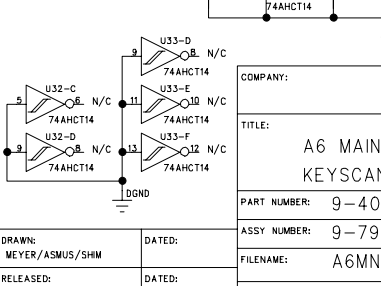 74AHCT14
U33-D
9 8 N/C
74AHCT14
U32-C
5 6 N/C
74AHCT14
U33-E
11 10 N/C
74AHCT14
U32-D
9 8 N/C
74AHCT14
U33-F
13 12 N/C
74AHCT14
DGND
COMPANY:
TITLE:
A6 MAIN
KEYSCAN
PART NUMBER: 9-40
ASSY NUMBER: 9-79
FILENAME: A6MN
DRAWN:
MEYER/ASMUS/SHIM
DATED:
RELEASED:
DATED: